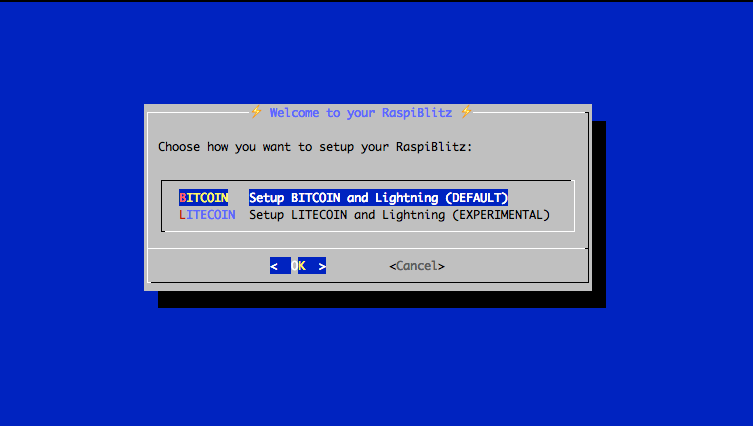 ⚡ Welcome to your RaspiBlitz ⚡
Choose how you want to setup your RaspiBlitz:
BITCOIN Setup BITCOIN and Lightning (DEFAULT)
LITECOIN Setup LITECOIN and Lightning (EXPERIMENTAL)
< OK > <Cancel>